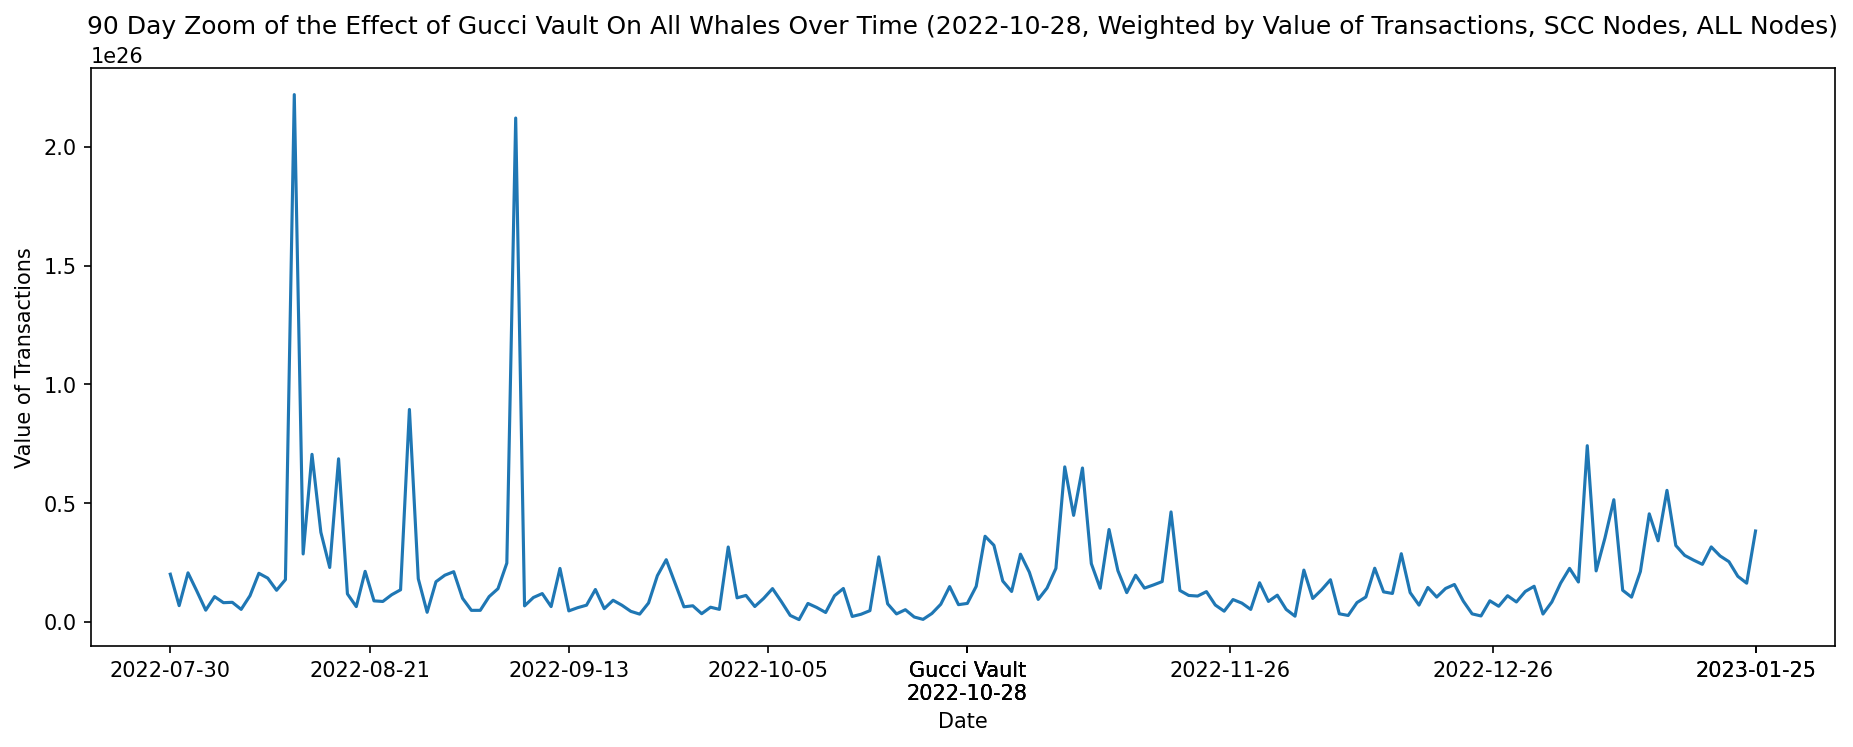 90 Day Zoom of the Effect of Gucci Vault On All Whales Over Time (2022-10-28, Weighted by Value of Transactions, SCC Nodes, ALL Nodes)
1e26
2.0
1.5
1.0
0.5
0.0
Value of Transactions
2022-07-30 2022-08-21 2022-09-13 2022-10-05 Gucci Vault 2022-11-26 2022-12-26 2023-01-25
2022-10-28
Date